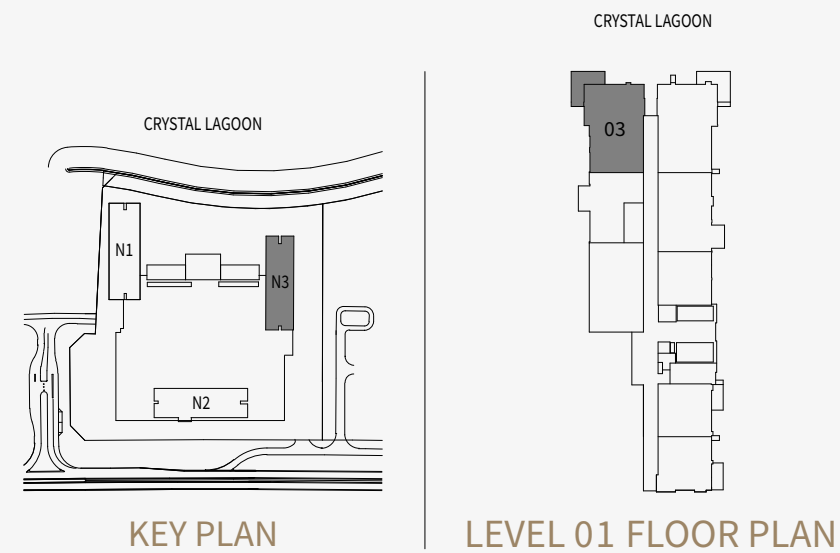 CRYSTAL LAGOON
N1
N3
N2
KEY PLAN
CRYSTAL LAGOON
03
LEVEL 01 FLOOR PLAN